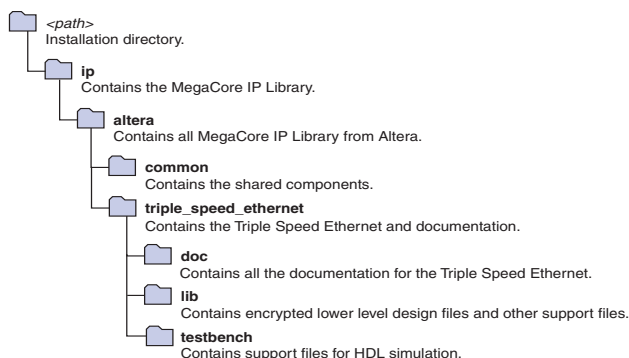 <path>
Installation directory.
ip
Contains the MegaCore IP Library.
altera
Contains all MegaCore IP Library from Altera.
common
Contains the shared components.
triple_speed_ethernet
Contains the Triple Speed Ethernet and documentation.
doc
Contains all the documentation for the Triple Speed Ethernet.
lib
Contains encrypted lower level design files and other support files.
testbench
Contains support files for HDL simulation.